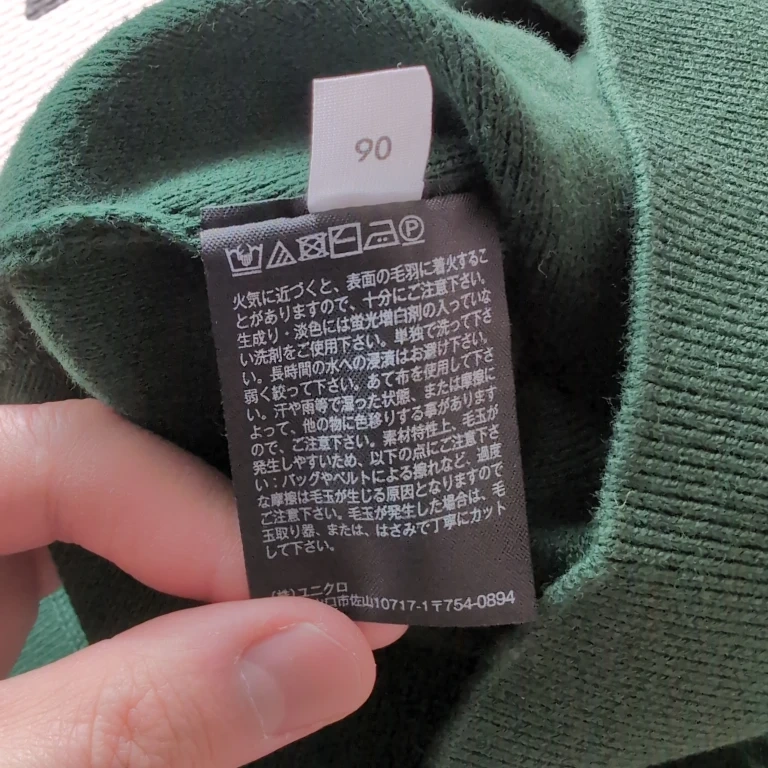 90
P
火気に近づくと、表面の毛羽に着火するこ
とがありますので、十分にご注意下さい。
生成り・淡色には蛍光増白剤の入っていな
い洗剤をご使用下さい。単独で洗って下さ
い。長時間の水への浸漬はお避け下さい。
弱く絞って下さい。あて布を使用して下さ
い。汗や雨等で湿った状態、または摩擦に
よって、他の物に色移りする事があります
ので、ご注意下さい。素材特性上、毛玉が
発生しやすいため、以下の点にご注意下さ
い：バッグやベルトによる擦れなど、過度
な摩擦は毛玉が生じる原因となりますので
ご注意下さい。毛玉が発生した場合は、毛
玉取り器、または、はさみで丁寧にカット
して下さい。
(株)ユニクロ
口市佐山10717-1〒754-0894